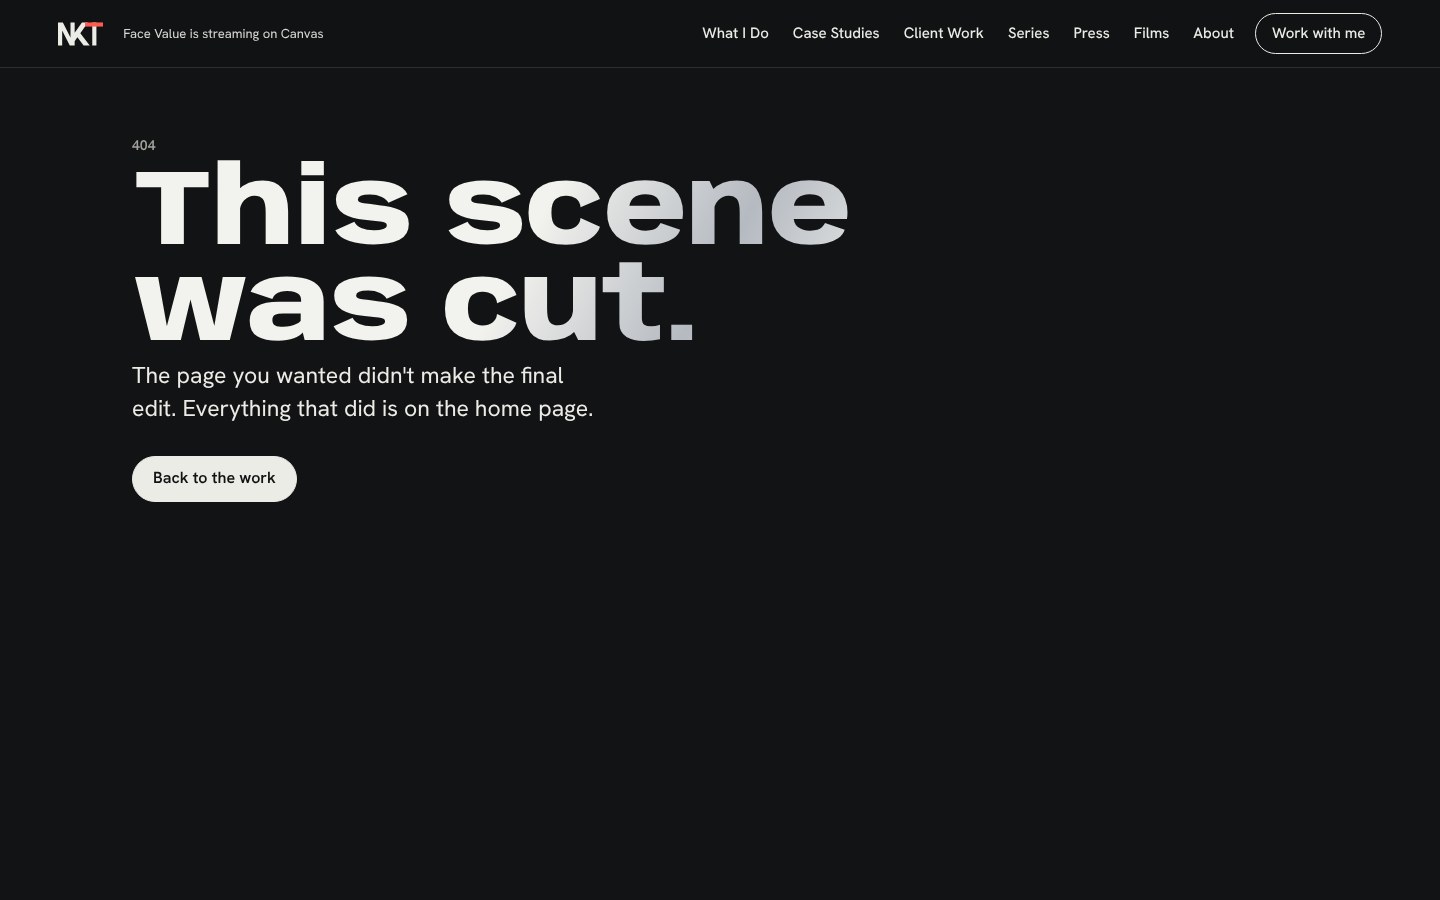 NKT
Face Value is streaming on Canvas
What I Do
Case Studies
Client Work
Series
Press
Films
About
Work with me
404
This scene
was cut.
The page you wanted didn't make the final
edit. Everything that did is on the home page.
Back to the work